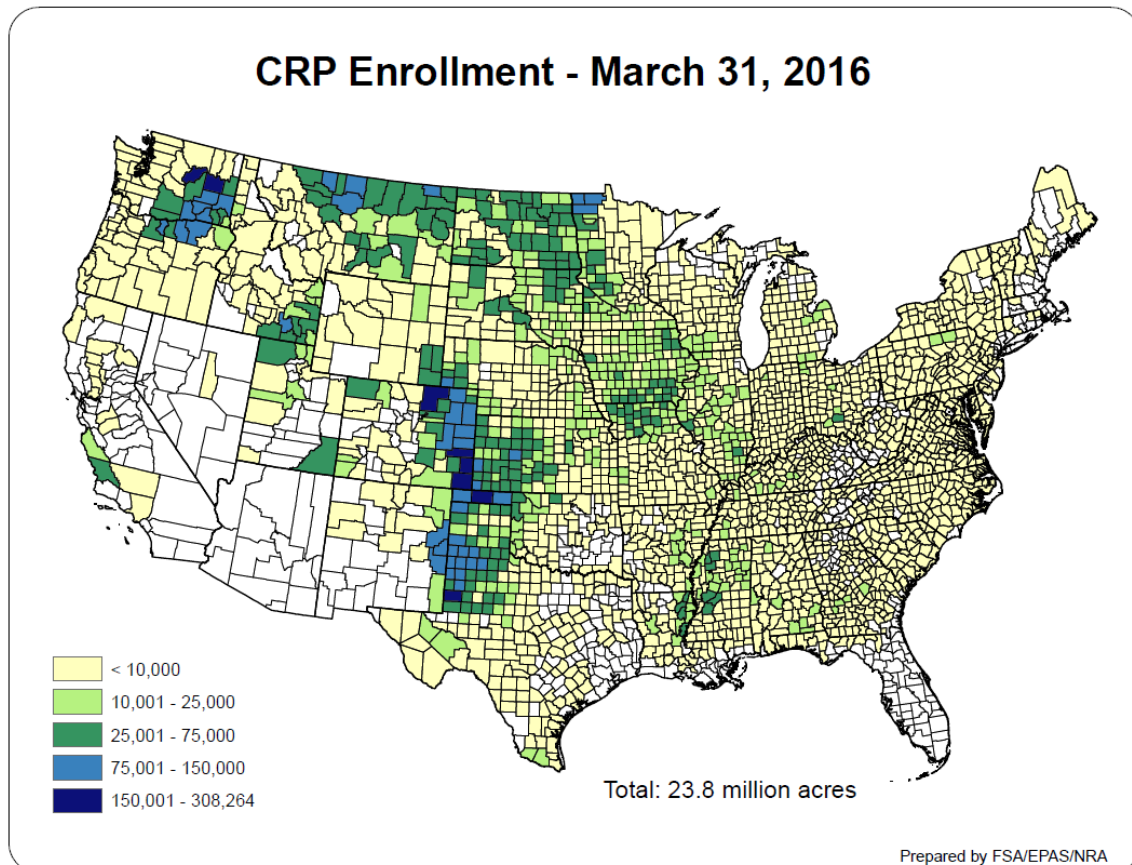 CRP Enrollment - March 31, 2016
< 10,000
10,001 - 25,000
25,001 - 75,000
75,001 - 150,000
150,001 - 308,264
Total: 23.8 million acres
Prepared by FSA/EPAS/NRA